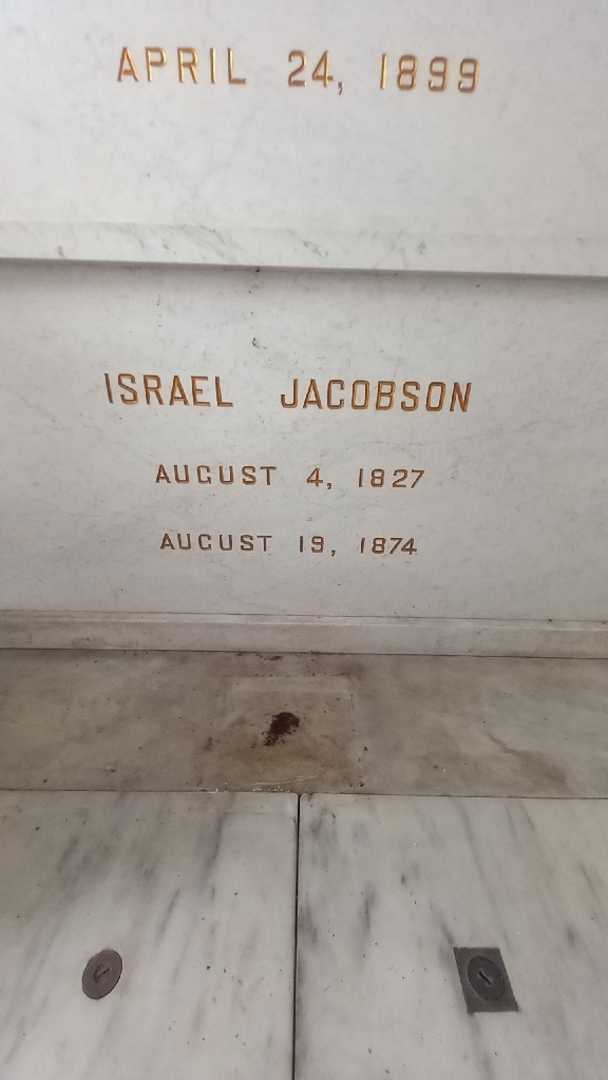 APRIL 24, 1899
ISRAEL JACOBSON
AUGUST 4, 1827
AUGUST 19, 1874